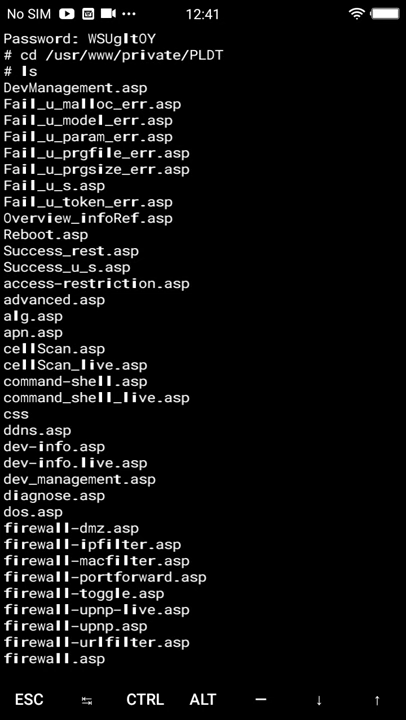 No SIM 12:41
Password: WSUgIt0Y
# cd /usr/www/private/PLDT
# ls
DevManagement.asp
Fail_u_malloc_err.asp
Fail_u_model_err.asp
Fail_u_param_err.asp
Fail_u_prgfile_err.asp
Fail_u_prgsize_err.asp
Fail_u_s.asp
Fail_u_token_err.asp
Overview_infoRef.asp
Reboot.asp
Success_rest.asp
Success_u_s.asp
access-restriction.asp
advanced.asp
alg.asp
apn.asp
cellScan.asp
cellScan_live.asp
command-shell.asp
command_shell_live.asp
css
ddns.asp
dev-info.asp
dev-info.live.asp
dev_management.asp
diagnose.asp
dos.asp
firewall-dmz.asp
firewall-ipfilter.asp
firewall-macfilter.asp
firewall-portforward.asp
firewall-toggle.asp
firewall-upnp-live.asp
firewall-upnp.asp
firewall-urlfilter.asp
firewall.asp
ESC ↹ CTRL ALT — ↓ ↑